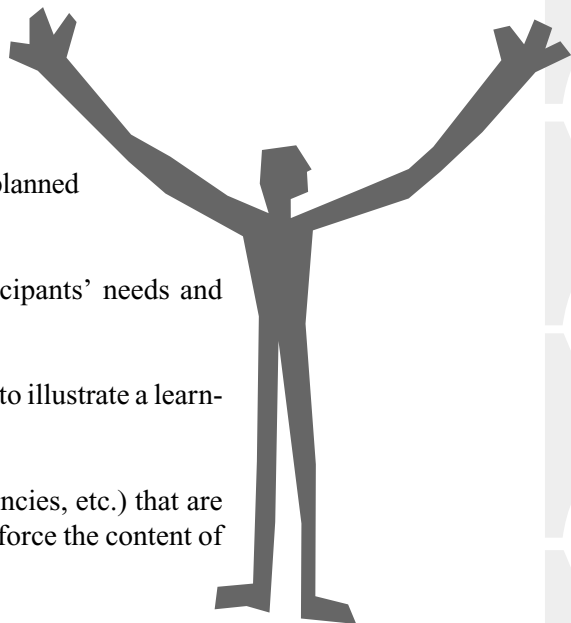 planned
cipants’ needs and
to illustrate a learn-
ncies, etc.) that are
force the content of